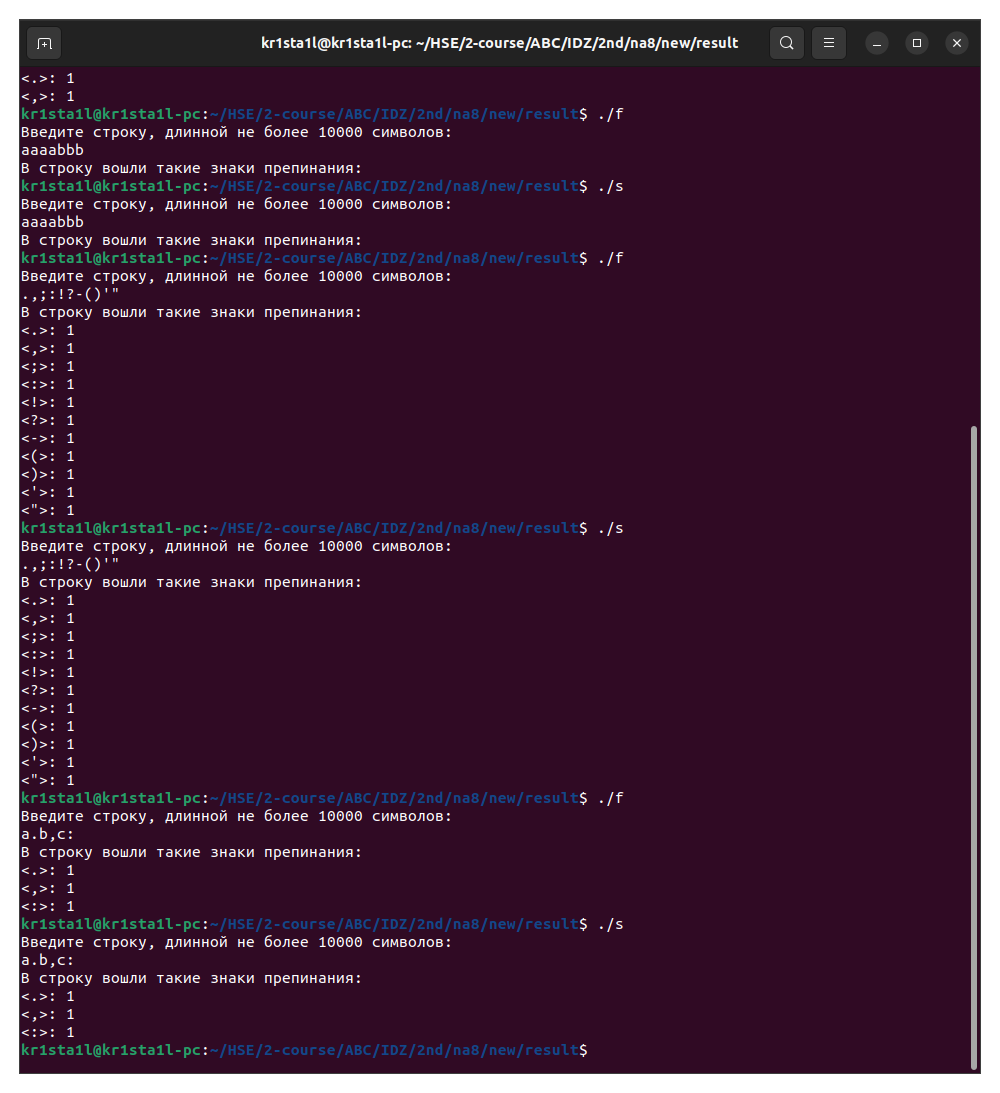 kr1sta1l@kr1sta1l-pc: ~/HSE/2-course/ABC/IDZ/2nd/na8/new/result
<.>: 1
<,>: 1
kr1sta1l@kr1sta1l-pc:~/HSE/2-course/ABC/IDZ/2nd/na8/new/result$ ./f
Введите строку, длинной не более 10000 символов:
aaaabbb
В строку вошли такие знаки препинания:
kr1sta1l@kr1sta1l-pc:~/HSE/2-course/ABC/IDZ/2nd/na8/new/result$ ./s
Введите строку, длинной не более 10000 символов:
aaaabbb
В строку вошли такие знаки препинания:
kr1sta1l@kr1sta1l-pc:~/HSE/2-course/ABC/IDZ/2nd/na8/new/result$ ./f
Введите строку, длинной не более 10000 символов:
.,;:!?-()'"
В строку вошли такие знаки препинания:
<.>: 1
<,>: 1
<;>: 1
<:>: 1
<!>: 1
<?>: 1
<->: 1
<(>: 1
<)>: 1
<'>: 1
<">: 1
kr1sta1l@kr1sta1l-pc:~/HSE/2-course/ABC/IDZ/2nd/na8/new/result$ ./s
Введите строку, длинной не более 10000 символов:
.,;:!?-()'"
В строку вошли такие знаки препинания:
<.>: 1
<,>: 1
<;>: 1
<:>: 1
<!>: 1
<?>: 1
<->: 1
<(>: 1
<)>: 1
<'>: 1
<">: 1
kr1sta1l@kr1sta1l-pc:~/HSE/2-course/ABC/IDZ/2nd/na8/new/result$ ./f
Введите строку, длинной не более 10000 символов:
a.b,c:
В строку вошли такие знаки препинания:
<.>: 1
<,>: 1
<:>: 1
kr1sta1l@kr1sta1l-pc:~/HSE/2-course/ABC/IDZ/2nd/na8/new/result$ ./s
Введите строку, длинной не более 10000 символов:
a.b,c:
В строку вошли такие знаки препинания:
<.>: 1
<,>: 1
<:>: 1
kr1sta1l@kr1sta1l-pc:~/HSE/2-course/ABC/IDZ/2nd/na8/new/result$